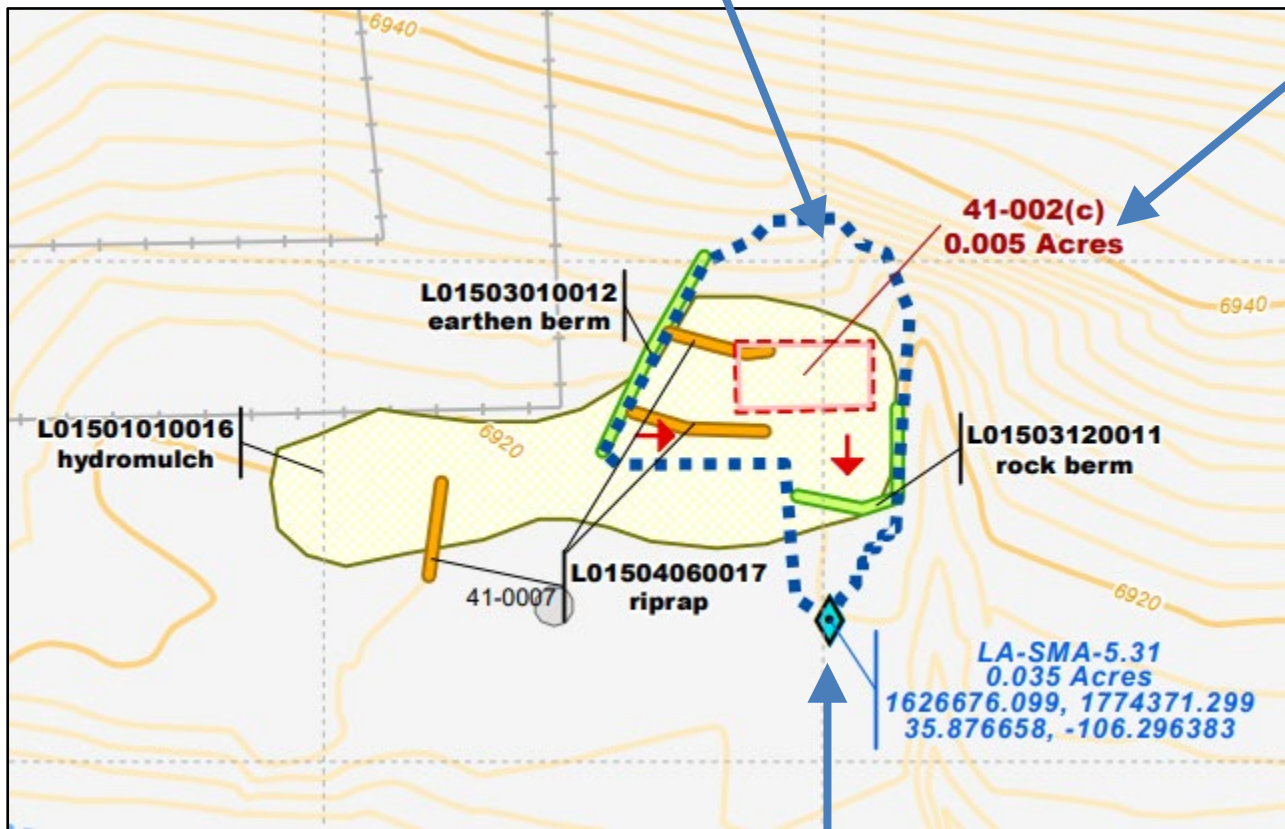 6940
41-002(c)
0.005 Acres
L01503010012
earthen berm
6940
L01501010016
hydromulch
6920
L01503120011
rock berm
L01504060017
riprap
41-0007
6920
LA-SMA-5.31
0.035 Acres
1626676.099, 1774371.299
35.876658, -106.296383